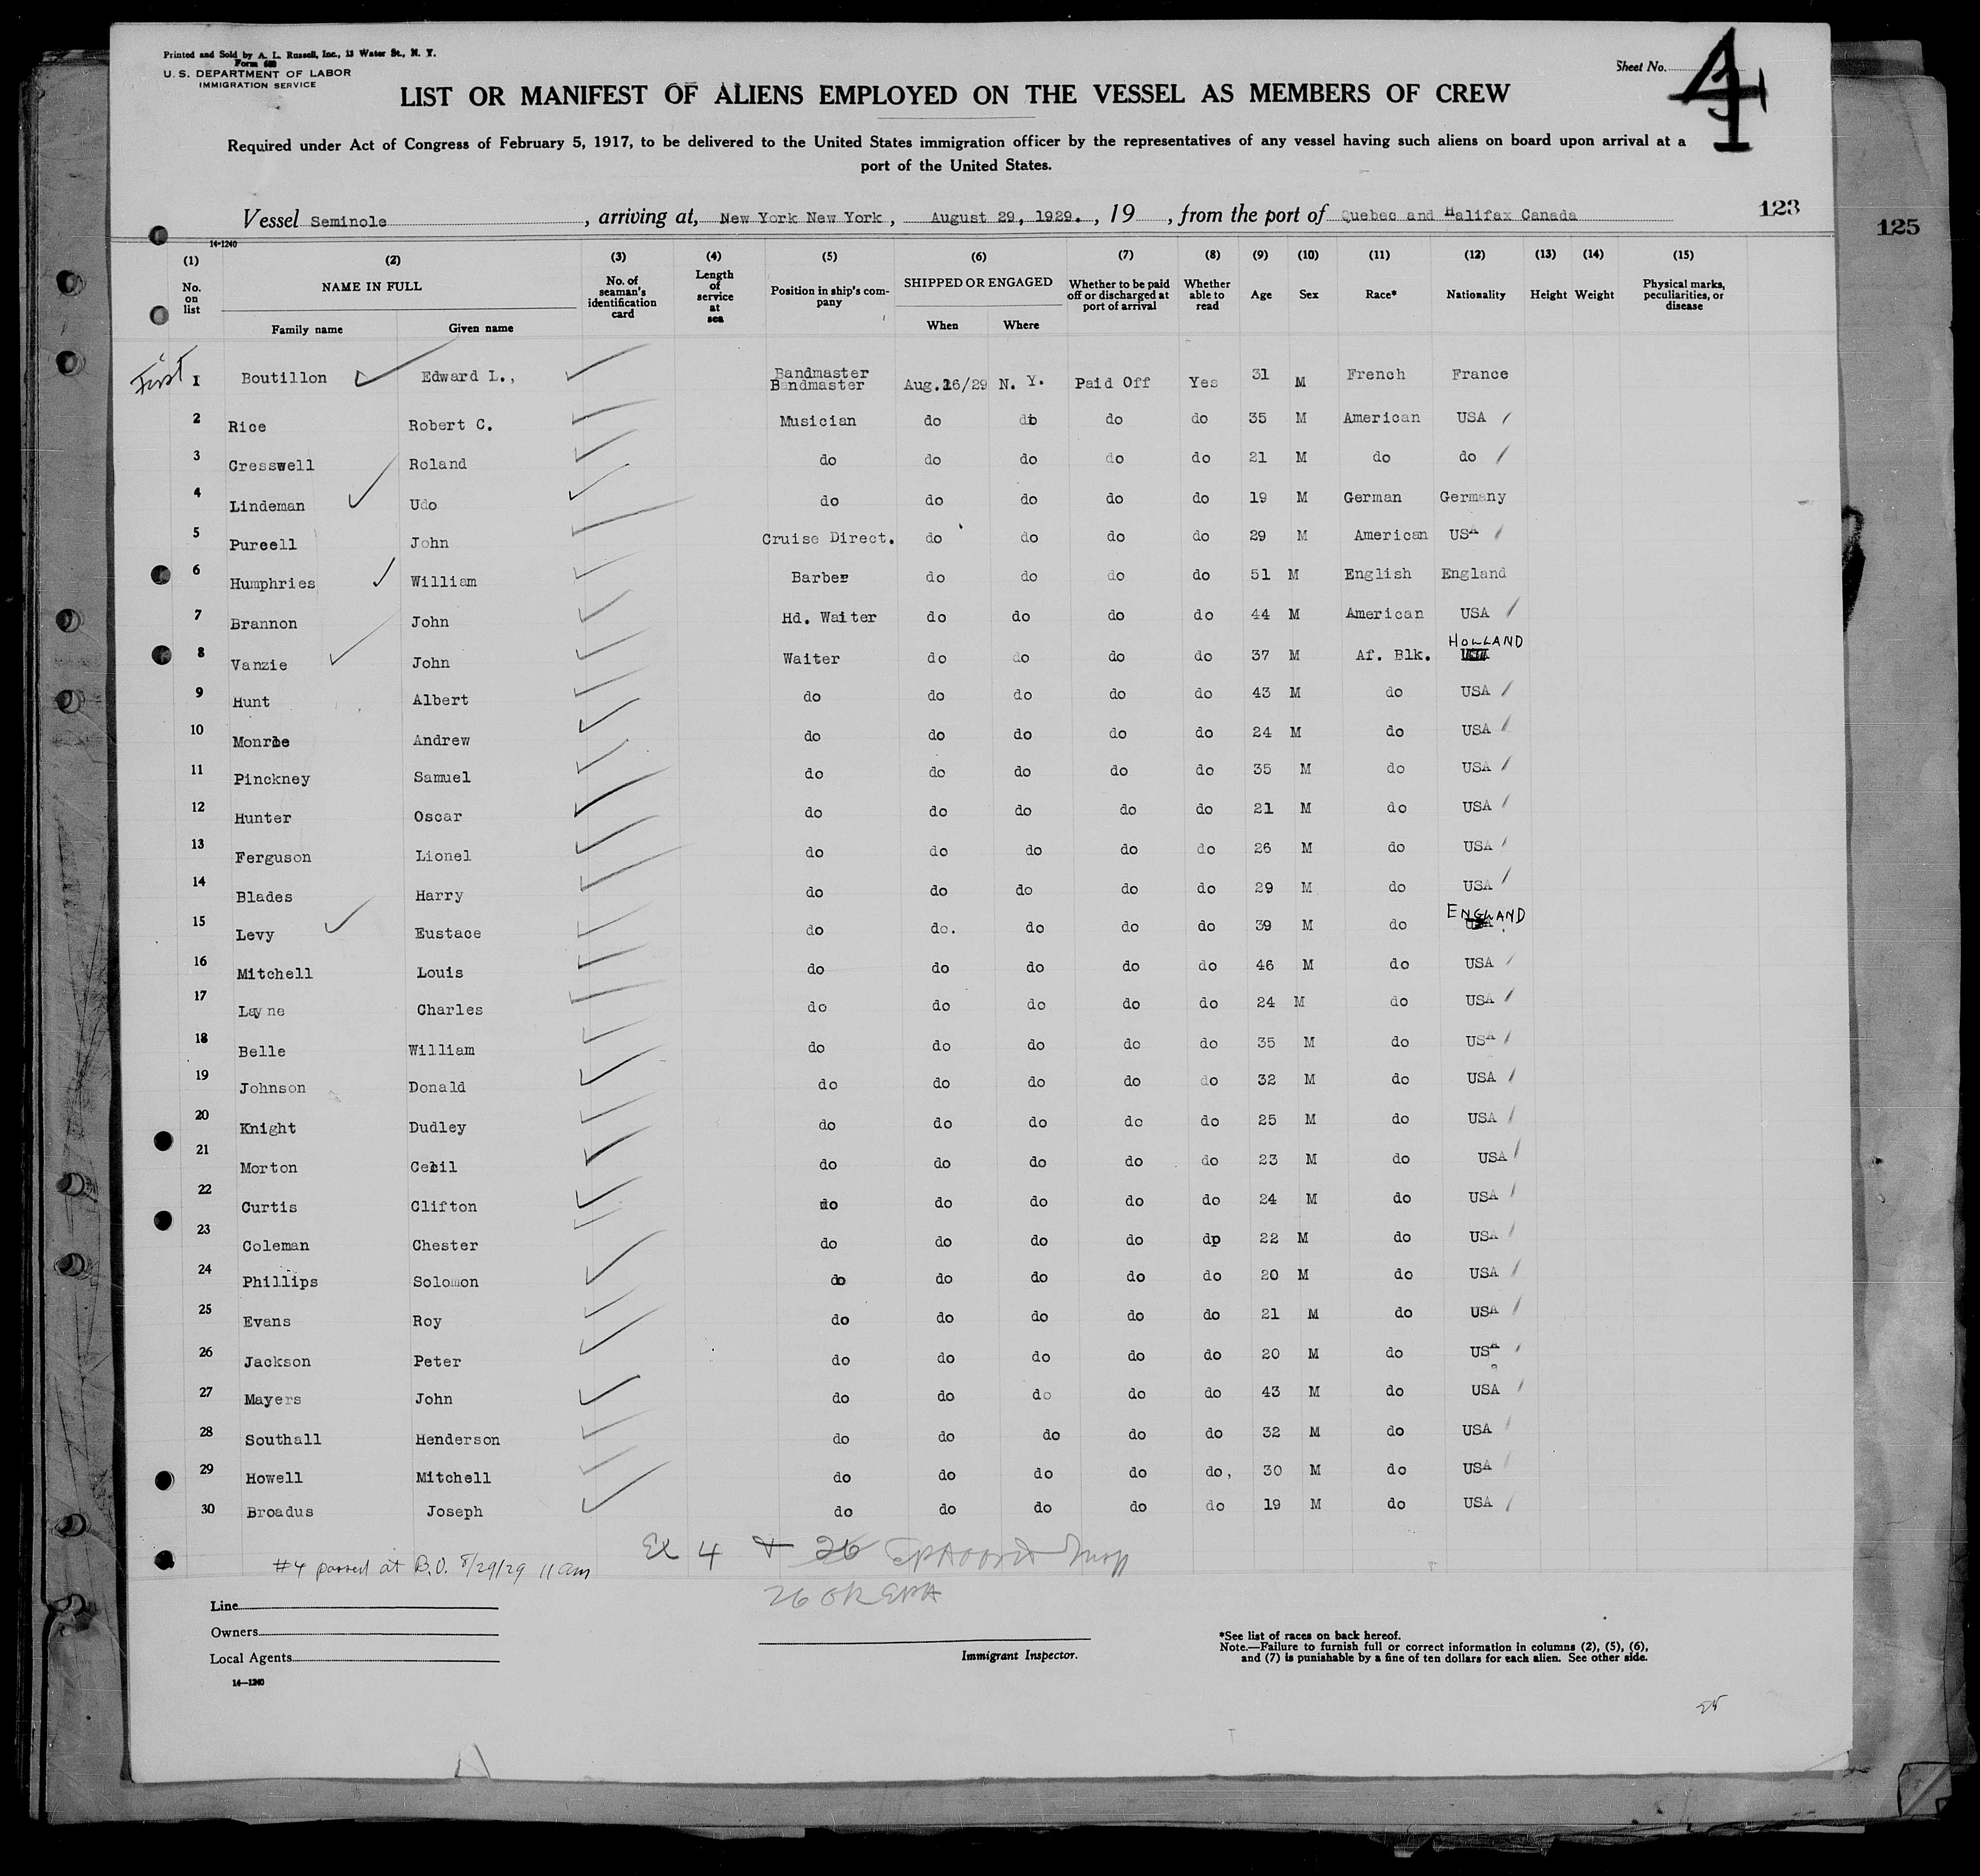 Printed and Sold by A. L. Russell, Inc., 13 Water St., N. Y.
Form 680
U. S. DEPARTMENT OF LABOR
IMMIGRATION SERVICE
Sheet No. 4
LIST OR MANIFEST OF ALIENS EMPLOYED ON THE VESSEL AS MEMBERS OF CREW
Required under Act of Congress of February 5, 1917, to be delivered to the United States immigration officer by the representatives of any vessel having such aliens on board upon arrival at a
port of the United States.
Vessel Seminole, arriving at, New York New York, August 29, 1929., 19, from the port of Quebec and Halifax Canada 123
125
14-1240
(1) No. on list (2) NAME IN FULL Family name Given name (3) No. of seaman's identification card (4) Length of service at sea (5) Position in ship's company (6) SHIPPED OR ENGAGED When Where (7) Whether to be paid off or discharged at port of arrival (8) Whether able to read (9) Age (10) Sex (11) Race* (12) Nationality (13) Height (14) Weight (15) Physical marks, peculiarities, or disease
First
Bandmaster
1 Boutillon Edward L., Bandmaster Aug.26/29 N. Y. Paid Off Yes 31 M French France
2 Rice Robert C. Musician do do do do 35 M American USA
3 Cresswell Roland do do do do do 21 M do do
4 Lindeman Udo do do do do do 19 M German Germany
5 Purcell John Cruise Direct. do do do do 29 M American USA
6 Humphries William Barber do do do do 51 M English England
7 Brannon John Hd. Waiter do do do do 44 M American USA
8 Vanzie John Waiter do do do do 37 M Af. Blk. HOLLAND
9 Hunt Albert do do do do do 43 M do USA
10 Monroe Andrew do do do do do 24 M do USA
11 Pinckney Samuel do do do do do 35 M do USA
12 Hunter Oscar do do do do do 21 M do USA
13 Ferguson Lionel do do do do do 26 M do USA
14 Blades Harry do do do do do 29 M do USA
15 Levy Eustace do do. do do do 39 M do ENGLAND
16 Mitchell Louis do do do do do 46 M do USA
17 Layne Charles do do do do do 24 M do USA
18 Belle William do do do do do 35 M do USA
19 Johnson Donald do do do do do 32 M do USA
20 Knight Dudley do do do do do 25 M do USA
21 Morton Cecil do do do do do 23 M do USA
22 Curtis Clifton do do do do do 24 M do USA
23 Coleman Chester do do do do dp 22 M do USA
24 Phillips Solomon do do do do do 20 M do USA
25 Evans Roy do do do do do 21 M do USA
26 Jackson Peter do do do do do 20 M do USA
27 Mayers John do do do do do 43 M do USA
28 Southall Henderson do do do do do 32 M do USA
29 Howell Mitchell do do do do do, 30 M do USA
30 Broadus Joseph do do do do do 19 M do USA
#4 passed at B.O. 8/29/29 11am
Ex 4 + 26
26 OK
Line
Owners
Local Agents
14—1240
Immigrant Inspector.
*See list of races on back hereof.
Note.—Failure to furnish full or correct information in columns (2), (5), (6),
and (7) is punishable by a fine of ten dollars for each alien. See other side.